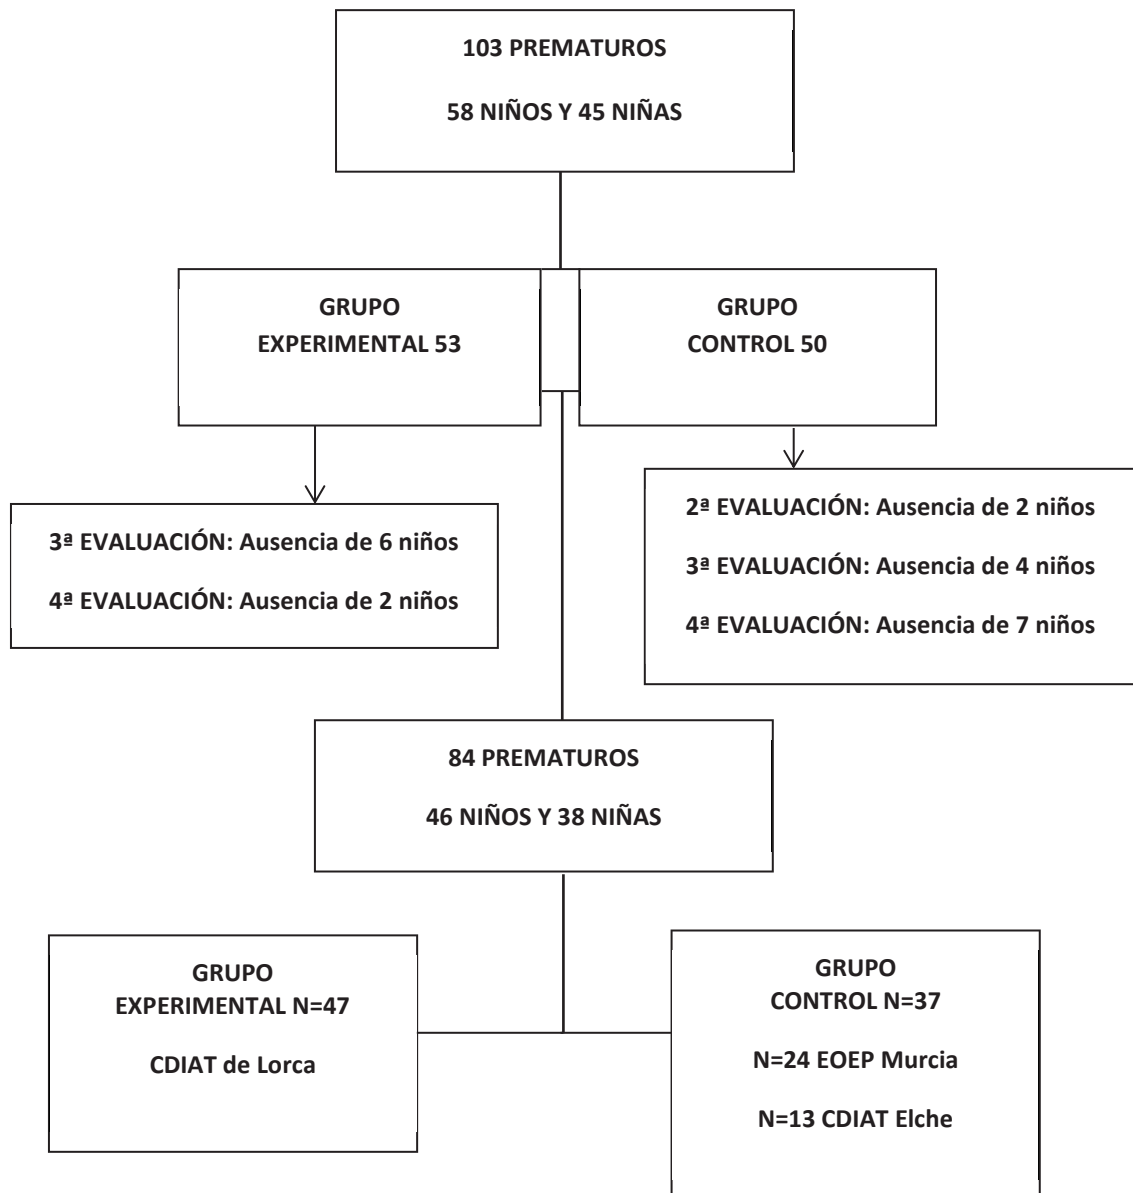 103 PREMATUROS
58 NIÑOS Y 45 NIÑAS
GRUPO
EXPERIMENTAL 53
GRUPO
CONTROL 50
3ª EVALUACIÓN: Ausencia de 6 niños
4ª EVALUACIÓN: Ausencia de 2 niños
2ª EVALUACIÓN: Ausencia de 2 niños
3ª EVALUACIÓN: Ausencia de 4 niños
4ª EVALUACIÓN: Ausencia de 7 niños
84 PREMATUROS
46 NIÑOS Y 38 NIÑAS
GRUPO
EXPERIMENTAL N=47
CDIAT de Lorca
GRUPO
CONTROL N=37
N=24 EOEP Murcia
N=13 CDIAT Elche